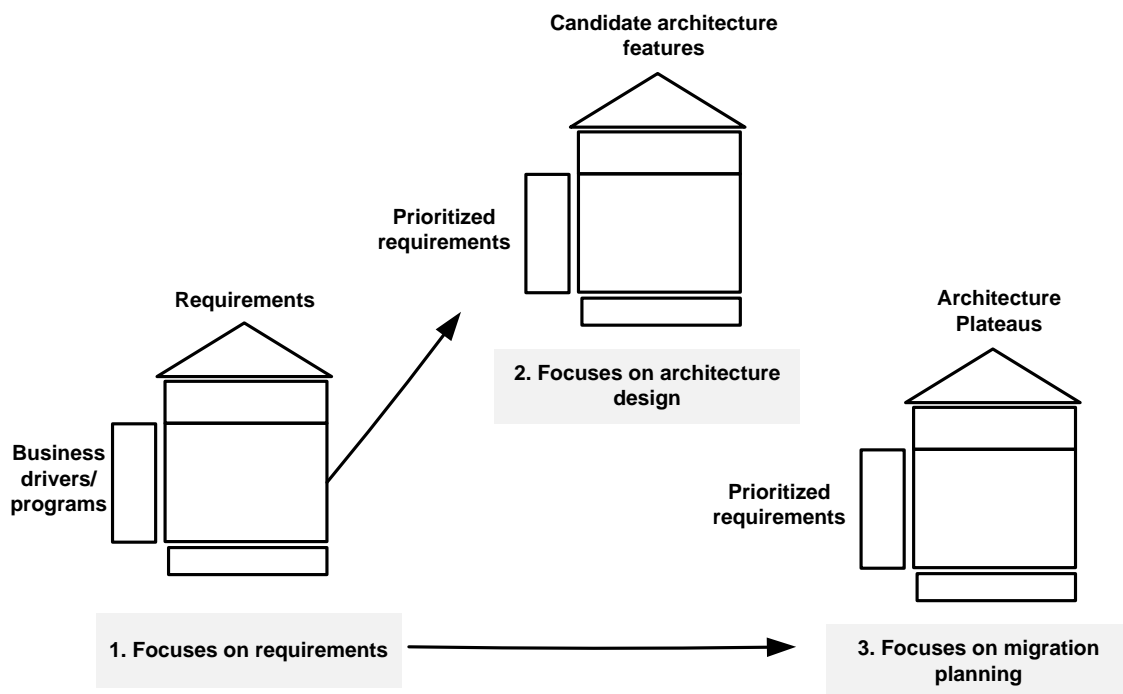 Candidate architecture
features
Prioritized
requirements
Requirements
Architecture
Plateaus
2. Focuses on architecture
design
Business
drivers/
programs
Prioritized
requirements
1. Focuses on requirements
3. Focuses on migration
planning